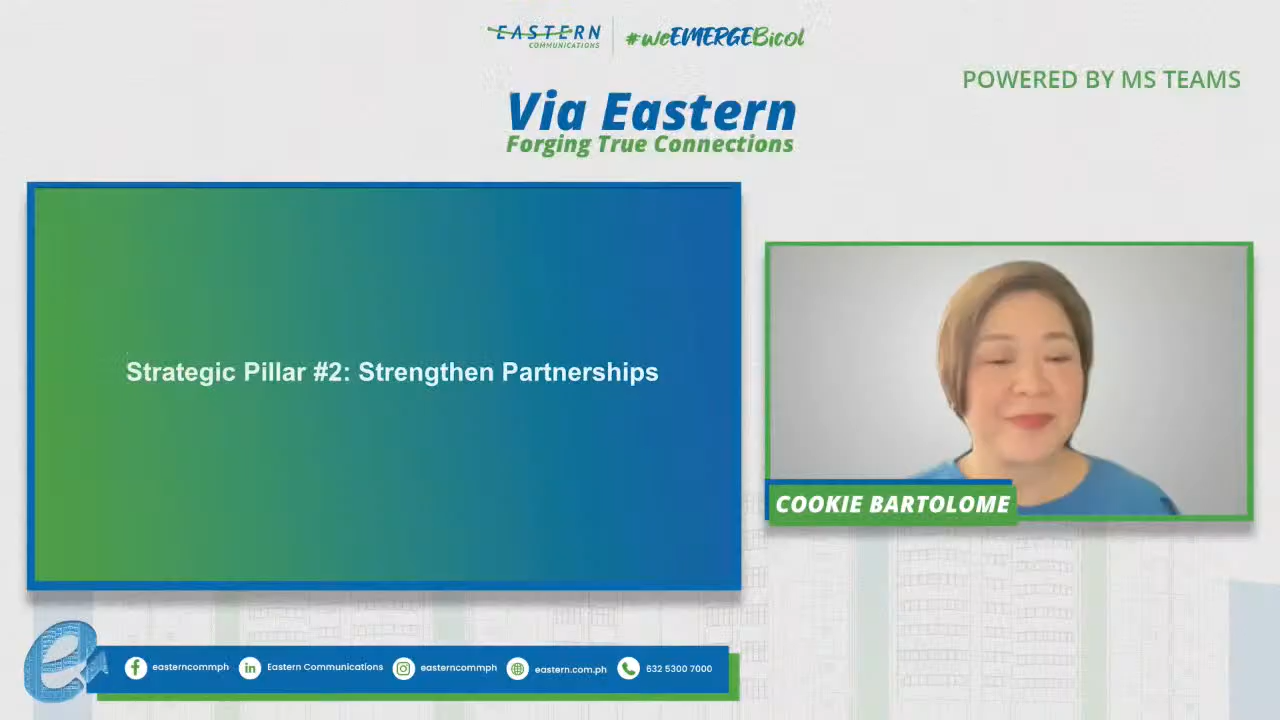 EASTERN
COMMUNICATIONS
#weEMERGEBicol
POWERED BY MS TEAMS
Via Eastern
Forging True Connections
Strategic Pillar #2: Strengthen Partnerships
COOKIE BARTOLOME
easterncommph
Eastern Communications
easterncommph
eastern.com.ph
632 5300 7000